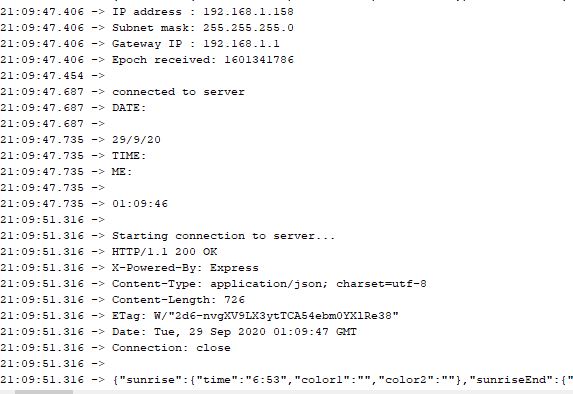 21:09:47.406 -> IP address : 192.168.1.158
21:09:47.406 -> Subnet mask: 255.255.255.0
21:09:47.406 -> Gateway IP : 192.168.1.1
21:09:47.406 -> Epoch received: 1601341786
21:09:47.454 ->
21:09:47.687 -> connected to server
21:09:47.687 -> DATE:
21:09:47.687 ->
21:09:47.735 -> 29/9/20
21:09:47.735 -> TIME:
21:09:47.735 -> ME:
21:09:47.735 ->
21:09:47.735 -> 01:09:46
21:09:51.316 ->
21:09:51.316 -> Starting connection to server...
21:09:51.316 -> HTTP/1.1 200 OK
21:09:51.316 -> X-Powered-By: Express
21:09:51.316 -> Content-Type: application/json; charset=utf-8
21:09:51.316 -> Content-Length: 726
21:09:51.316 -> ETag: W/"2d6-nvgXV9LX3ytTCA54ebm0YXlRe38"
21:09:51.316 -> Date: Tue, 29 Sep 2020 01:09:47 GMT
21:09:51.316 -> Connection: close
21:09:51.316 ->
21:09:51.316 -> {"sunrise":{"time":"6:53","color1":"","color2":""},"sunriseEnd":{"